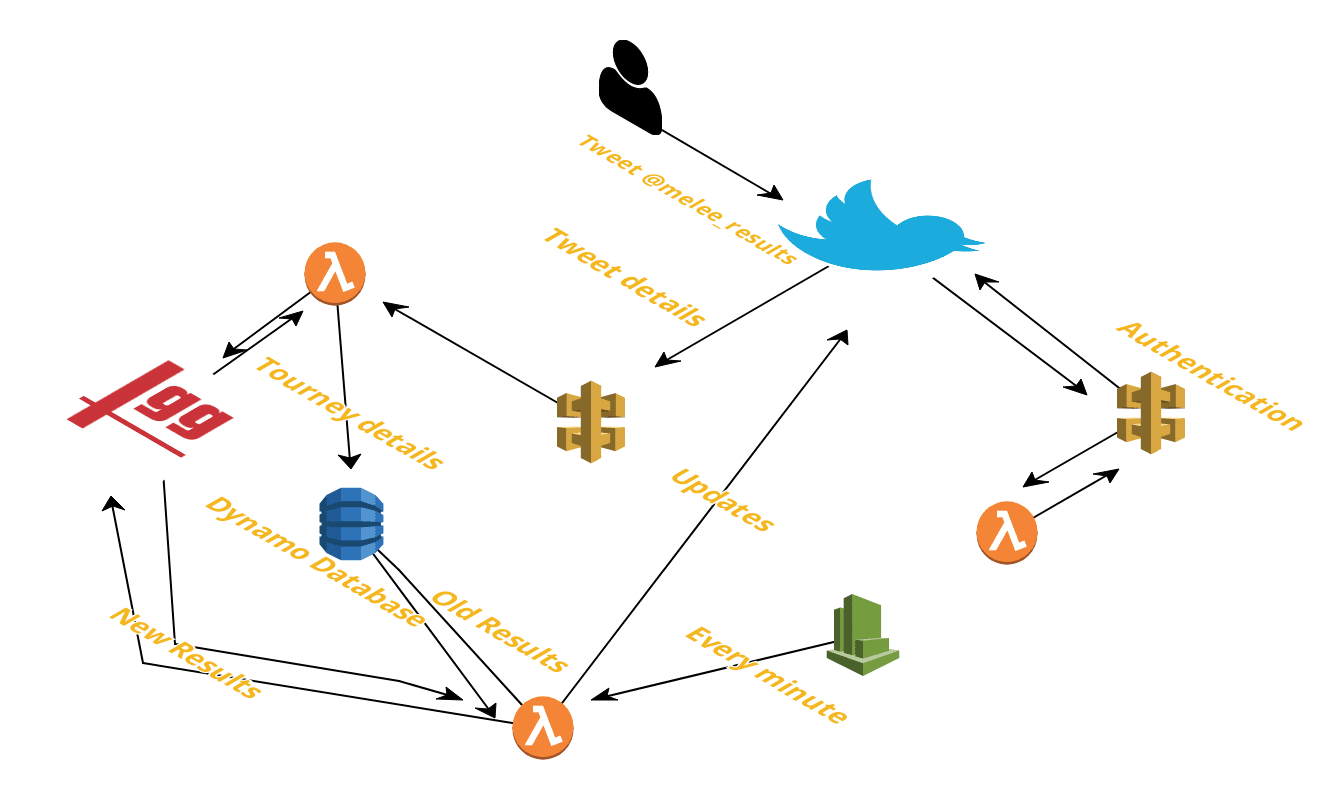 Tweet @melee_results
Tweet details
Authentication
Tourney details
gg
Updates
Dynamo Database
Old Results
New Results
Every minute